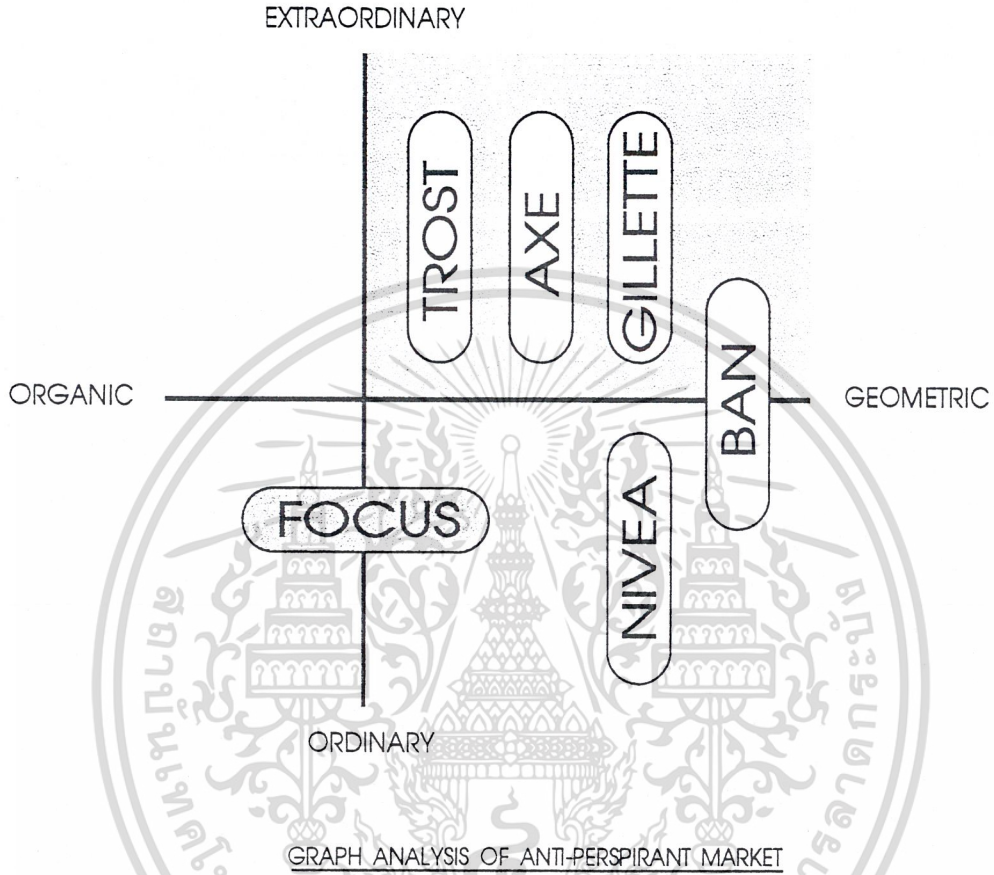 EXTRAORDINARY
TROST
AXE
GILLETTE
BAN
ORGANIC
GEOMETRIC
FOCUS
NIVEA
ORDINARY
GRAPH ANALYSIS OF ANTI-PERSPIRANT MARKET